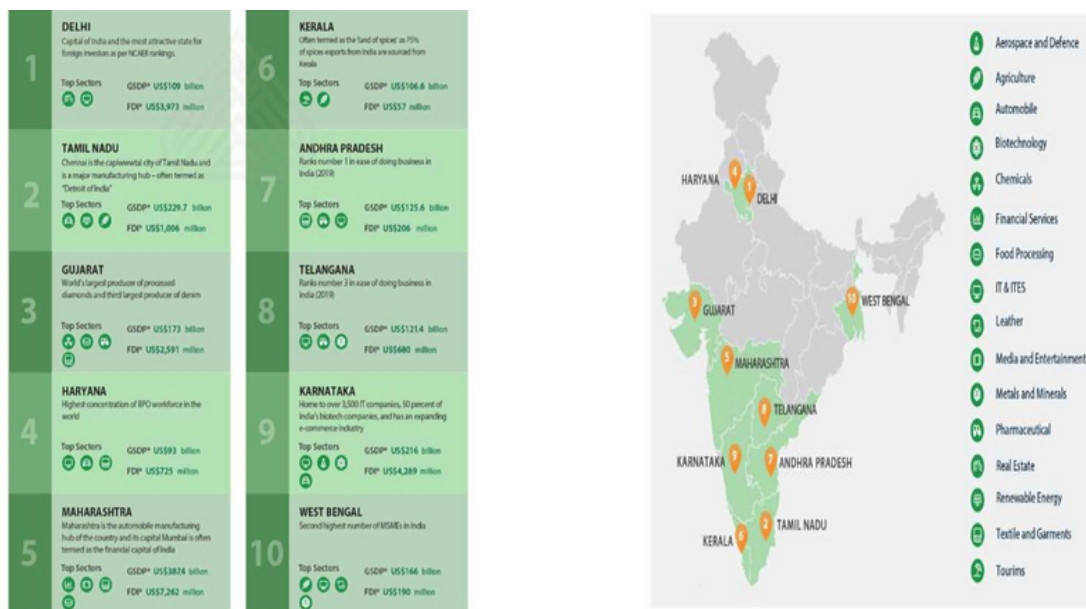 1
DELHI
Capital of India and the most attractive state for
foreign investors as per NCAER rankings.
Top Sectors
GSDP* US$109 billion
FDI* US$3,973 million
2
TAMIL NADU
Chennai is the capiwwwtal city of Tamil Nadu and
is a major manufacturing hub – often termed as
"Detroit of India"
Top Sectors
GSDP* US$229.7 billion
FDI* US$1,006 million
3
GUJARAT
World's largest producer of processed
diamonds and third largest producer of denim
Top Sectors
GSDP* US$173 billion
FDI* US$2,591 million
4
HARYANA
Highest concentration of BPO workforce in the
world
Top Sectors
GSDP* US$93 billion
FDI* US$725 million
5
MAHARASHTRA
Maharashtra is the automobile manufacturing
hub of the country and its capital Mumbai is often
termed as the financial capital of India
Top Sectors
GSDP* US$387.4 billion
FDI* US$7,262 million
6
KERALA
Often termed as the 'land of spices' as 75%
of spices exports from India are sourced from
Kerala
Top Sectors
GSDP* US$106.6 billion
FDI* US$57 million
7
ANDHRA PRADESH
Ranks number 1 in ease of doing business in
India (2019)
Top Sectors
GSDP* US$125.6 billion
FDI* US$206 million
8
TELANGANA
Ranks number 3 in ease of doing business in
India (2019)
Top Sectors
GSDP* US$121.4 billion
FDI* US$680 million
9
KARNATAKA
Home to over 3,500 IT companies, 50 percent of
India's biotech companies, and has an expanding
e-commerce industry
Top Sectors
GSDP* US$216 billion
FDI* US$4,289 million
10
WEST BENGAL
Second highest number of MSMEs in India
Top Sectors
GSDP* US$166 billion
FDI* US$190 million
HARYANA
4
1
DELHI
3
GUJARAT
10
WEST BENGAL
5
MAHARASHTRA
8
TELANGANA
KARNATAKA
9
7
ANDHRA PRADESH
2
TAMIL NADU
KERALA
6
Aerospace and Defence
Agriculture
Automobile
Biotechnology
Chemicals
Financial Services
Food Processing
IT & ITES
Leather
Media and Entertainment
Metals and Minerals
Pharmaceutical
Real Estate
Renewable Energy
Textile and Garments
Tourims